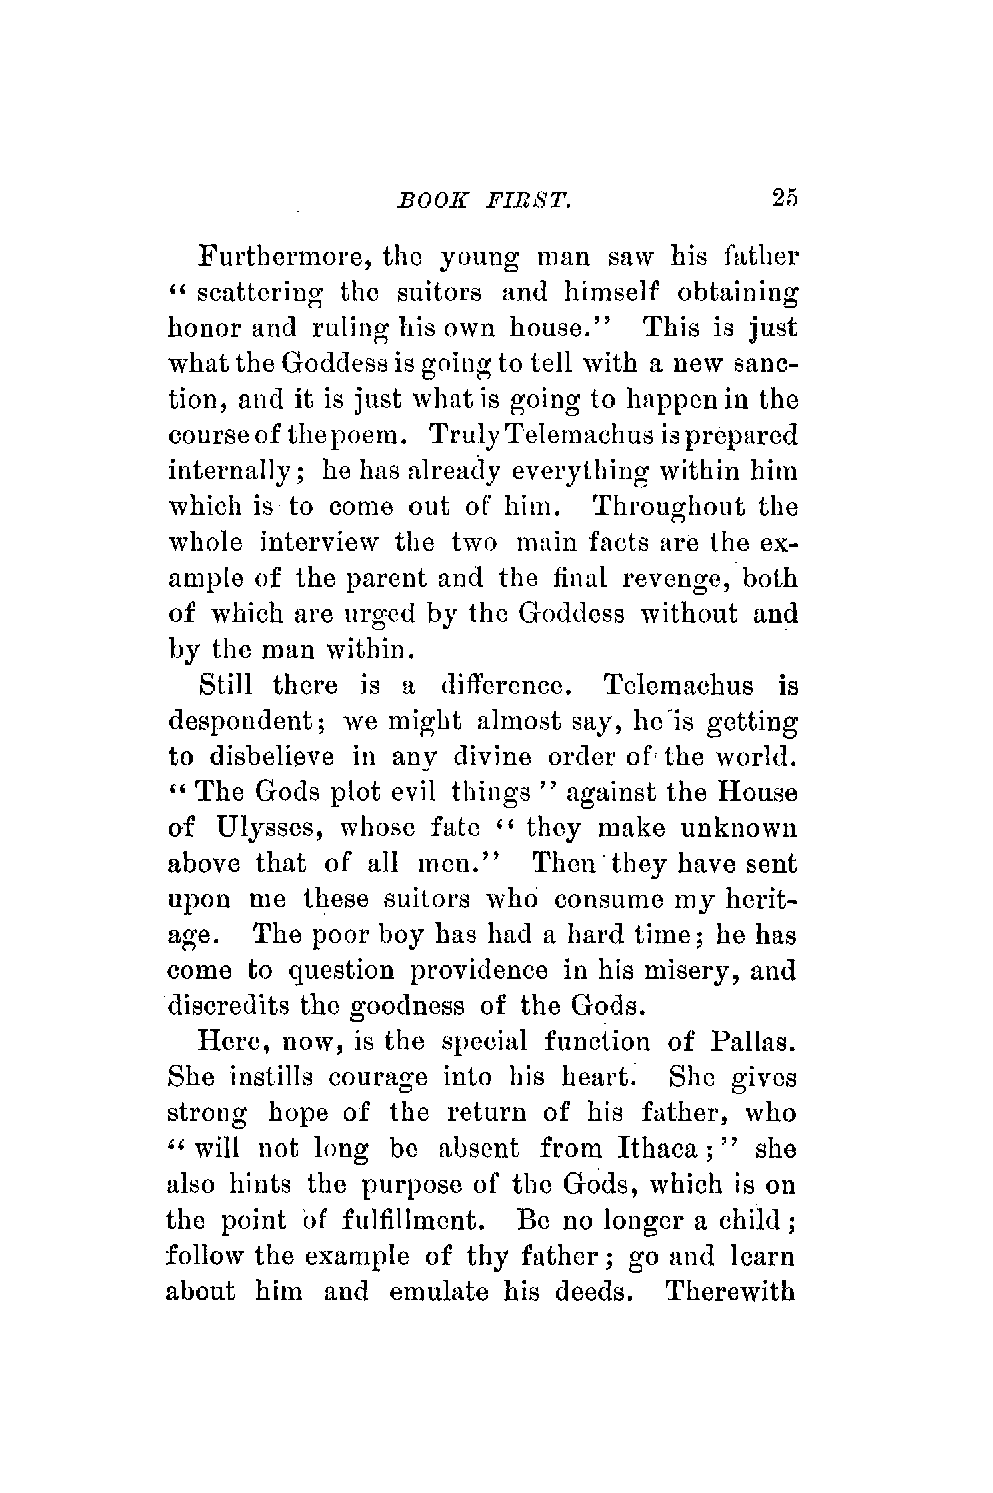 BOOK FIRST. 25
Furthermore, the young man saw his father
“ scattering the suitors and himself obtaining
honor and ruling his own house.” This is just
what the Goddess is going to tell with a new sanc-
tion, and it is just what is going to happen in the
course of the poem. Truly Telemachus is prepared
internally; he has already everything within him
which is to come out of him. Throughout the
whole interview the two main facts are the ex-
ample of the parent and the final revenge, both
of which are urged by the Goddess without and
by the man within.
Still there is a difference. Telemachus is
despondent; we might almost say, he is getting
to disbelieve in any divine order of the world.
“ The Gods plot evil things ” against the House
of Ulysses, whose fate “ they make unknown
above that of all men.” Then they have sent
upon me these suitors who consume my herit-
age. The poor boy has had a hard time; he has
come to question providence in his misery, and
discredits the goodness of the Gods.
Here, now, is the special function of Pallas.
She instills courage into his heart. She gives
strong hope of the return of his father, who
“ will not long be absent from Ithaca ;” she
also hints the purpose of the Gods, which is on
the point of fulfillment. Be no longer a child ;
follow the example of thy father ; go and learn
about him and emulate his deeds. Therewith